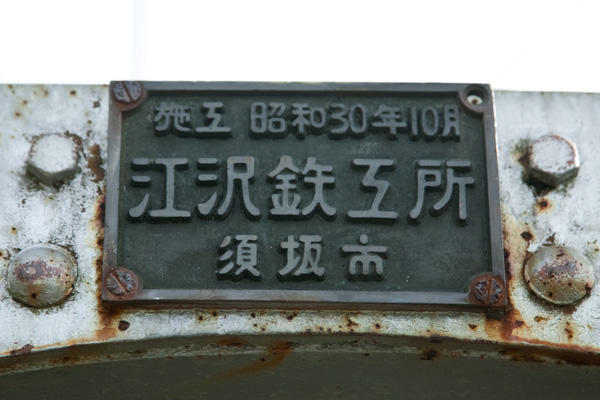 施工 昭和30年10月
江沢鉄工所
須坂市